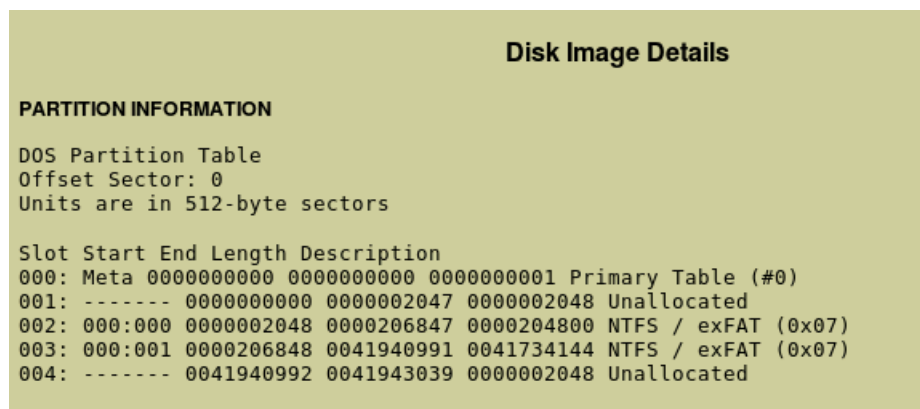 Disk Image Details
PARTITION INFORMATION
DOS Partition Table
Offset Sector: 0
Units are in 512-byte sectors
Slot Start End Length Description
000: Meta 0000000000 0000000000 0000000001 Primary Table (#0)
001: ------- 0000000000 0000002047 0000002048 Unallocated
002: 000:000 0000002048 0000206847 0000204800 NTFS / exFAT (0x07)
003: 000:001 0000206848 0041940991 0041734144 NTFS / exFAT (0x07)
004: ------- 0041940992 0041943039 0000002048 Unallocated